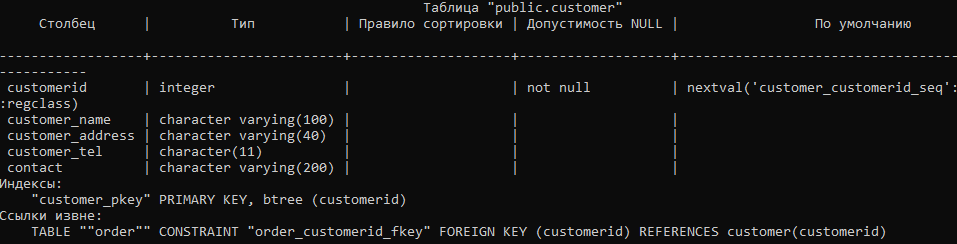 Таблица "public.customer"
Столбец | Тип | Правило сортировки | Допустимость NULL | По умолчанию
------------------+------------------------+--------------------+-------------------+-----------------------------------
-----------
customerid | integer | | not null | nextval('customer_customerid_seq':
:regclass)
customer_name | character varying(100) | | |
customer_address | character varying(40) | | |
customer_tel | character(11) | | |
contact | character varying(200) | | |
Индексы:
"customer_pkey" PRIMARY KEY, btree (customerid)
Ссылки извне:
TABLE ""order"" CONSTRAINT "order_customerid_fkey" FOREIGN KEY (customerid) REFERENCES customer(customerid)